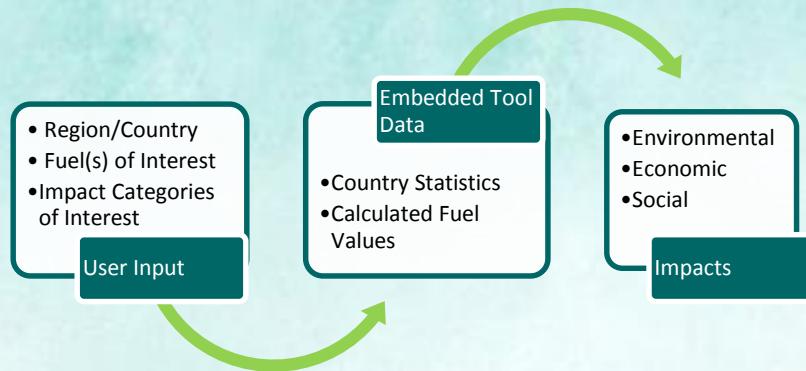 • Region/Country
• Fuel(s) of Interest
•Impact Categories
of Interest
User Input
Embedded Tool
Data
•Country Statistics
•Calculated Fuel
Values
•Environmental
•Economic
•Social
Impacts